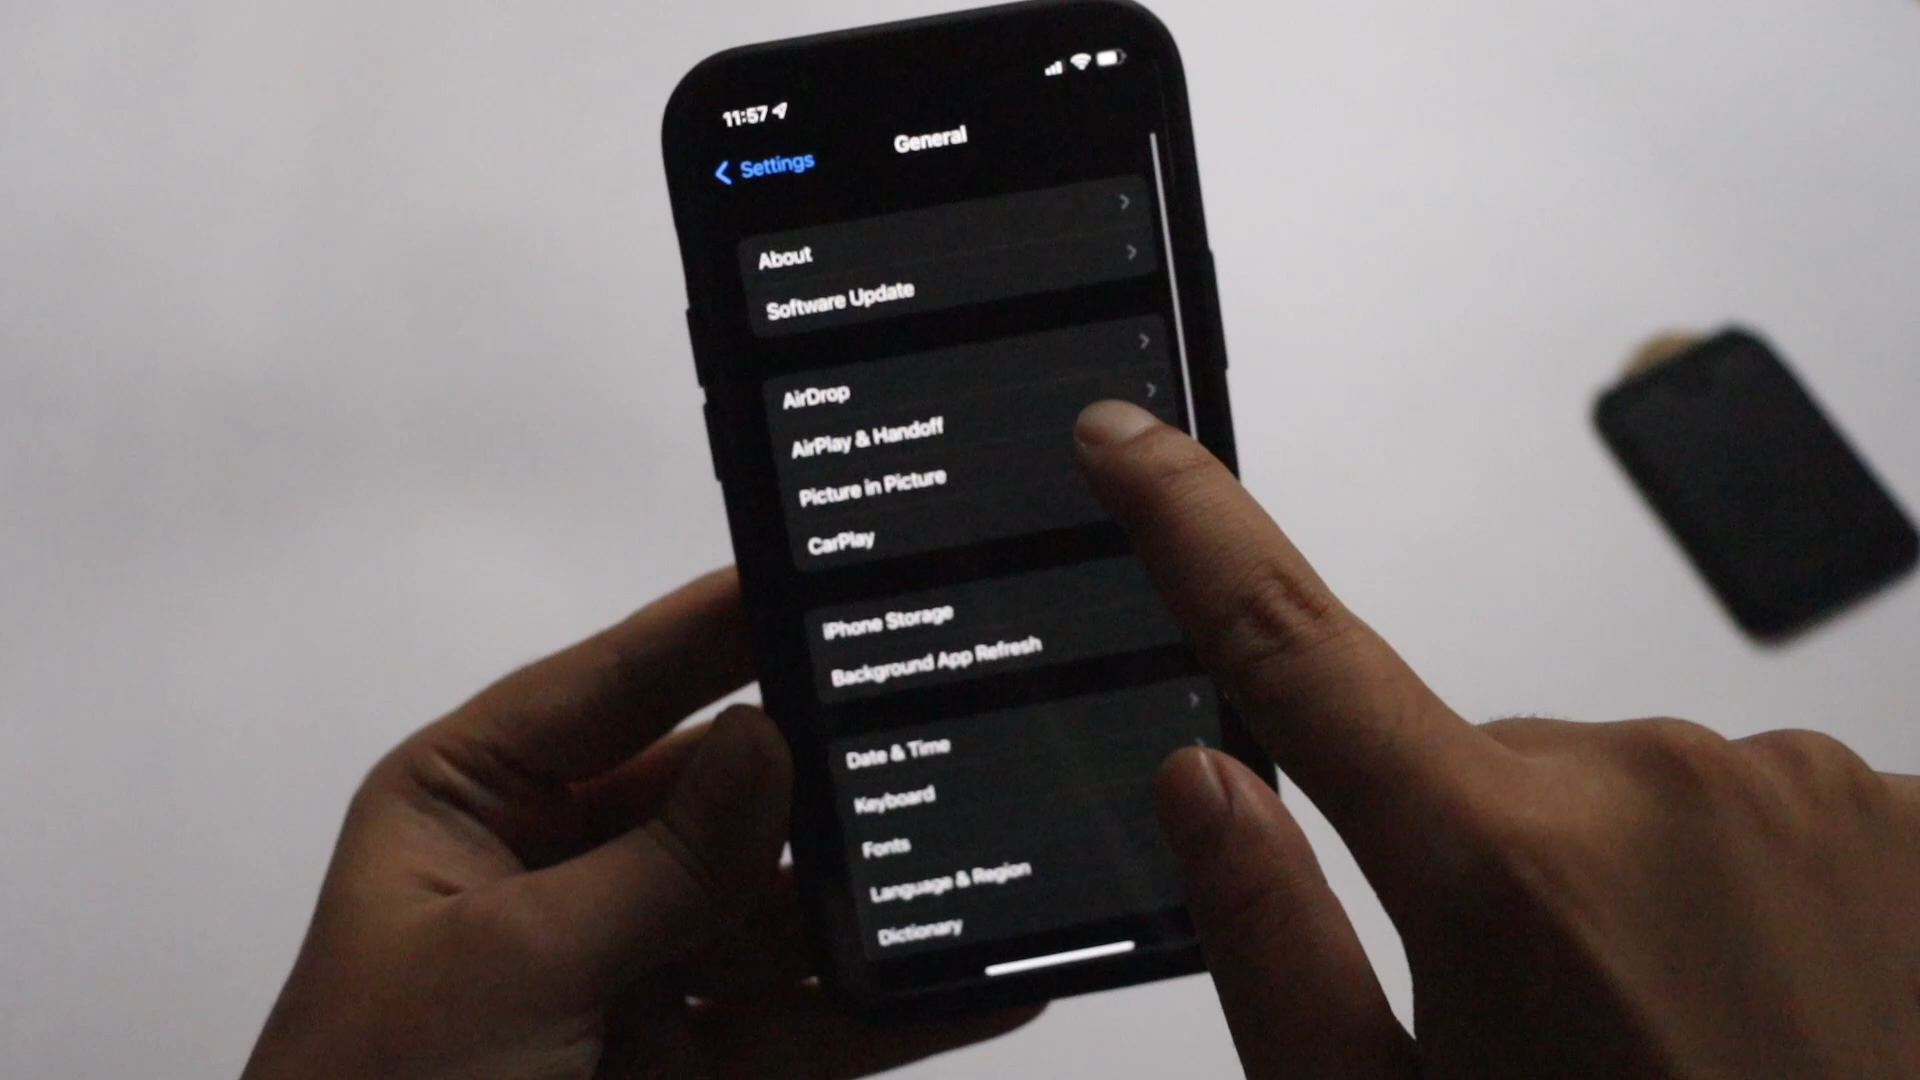 11:57
Settings
General
About
Software Update
AirDrop
AirPlay & Handoff
Picture in Picture
CarPlay
iPhone Storage
Background App Refresh
Date & Time
Keyboard
Fonts
Language & Region
Dictionary